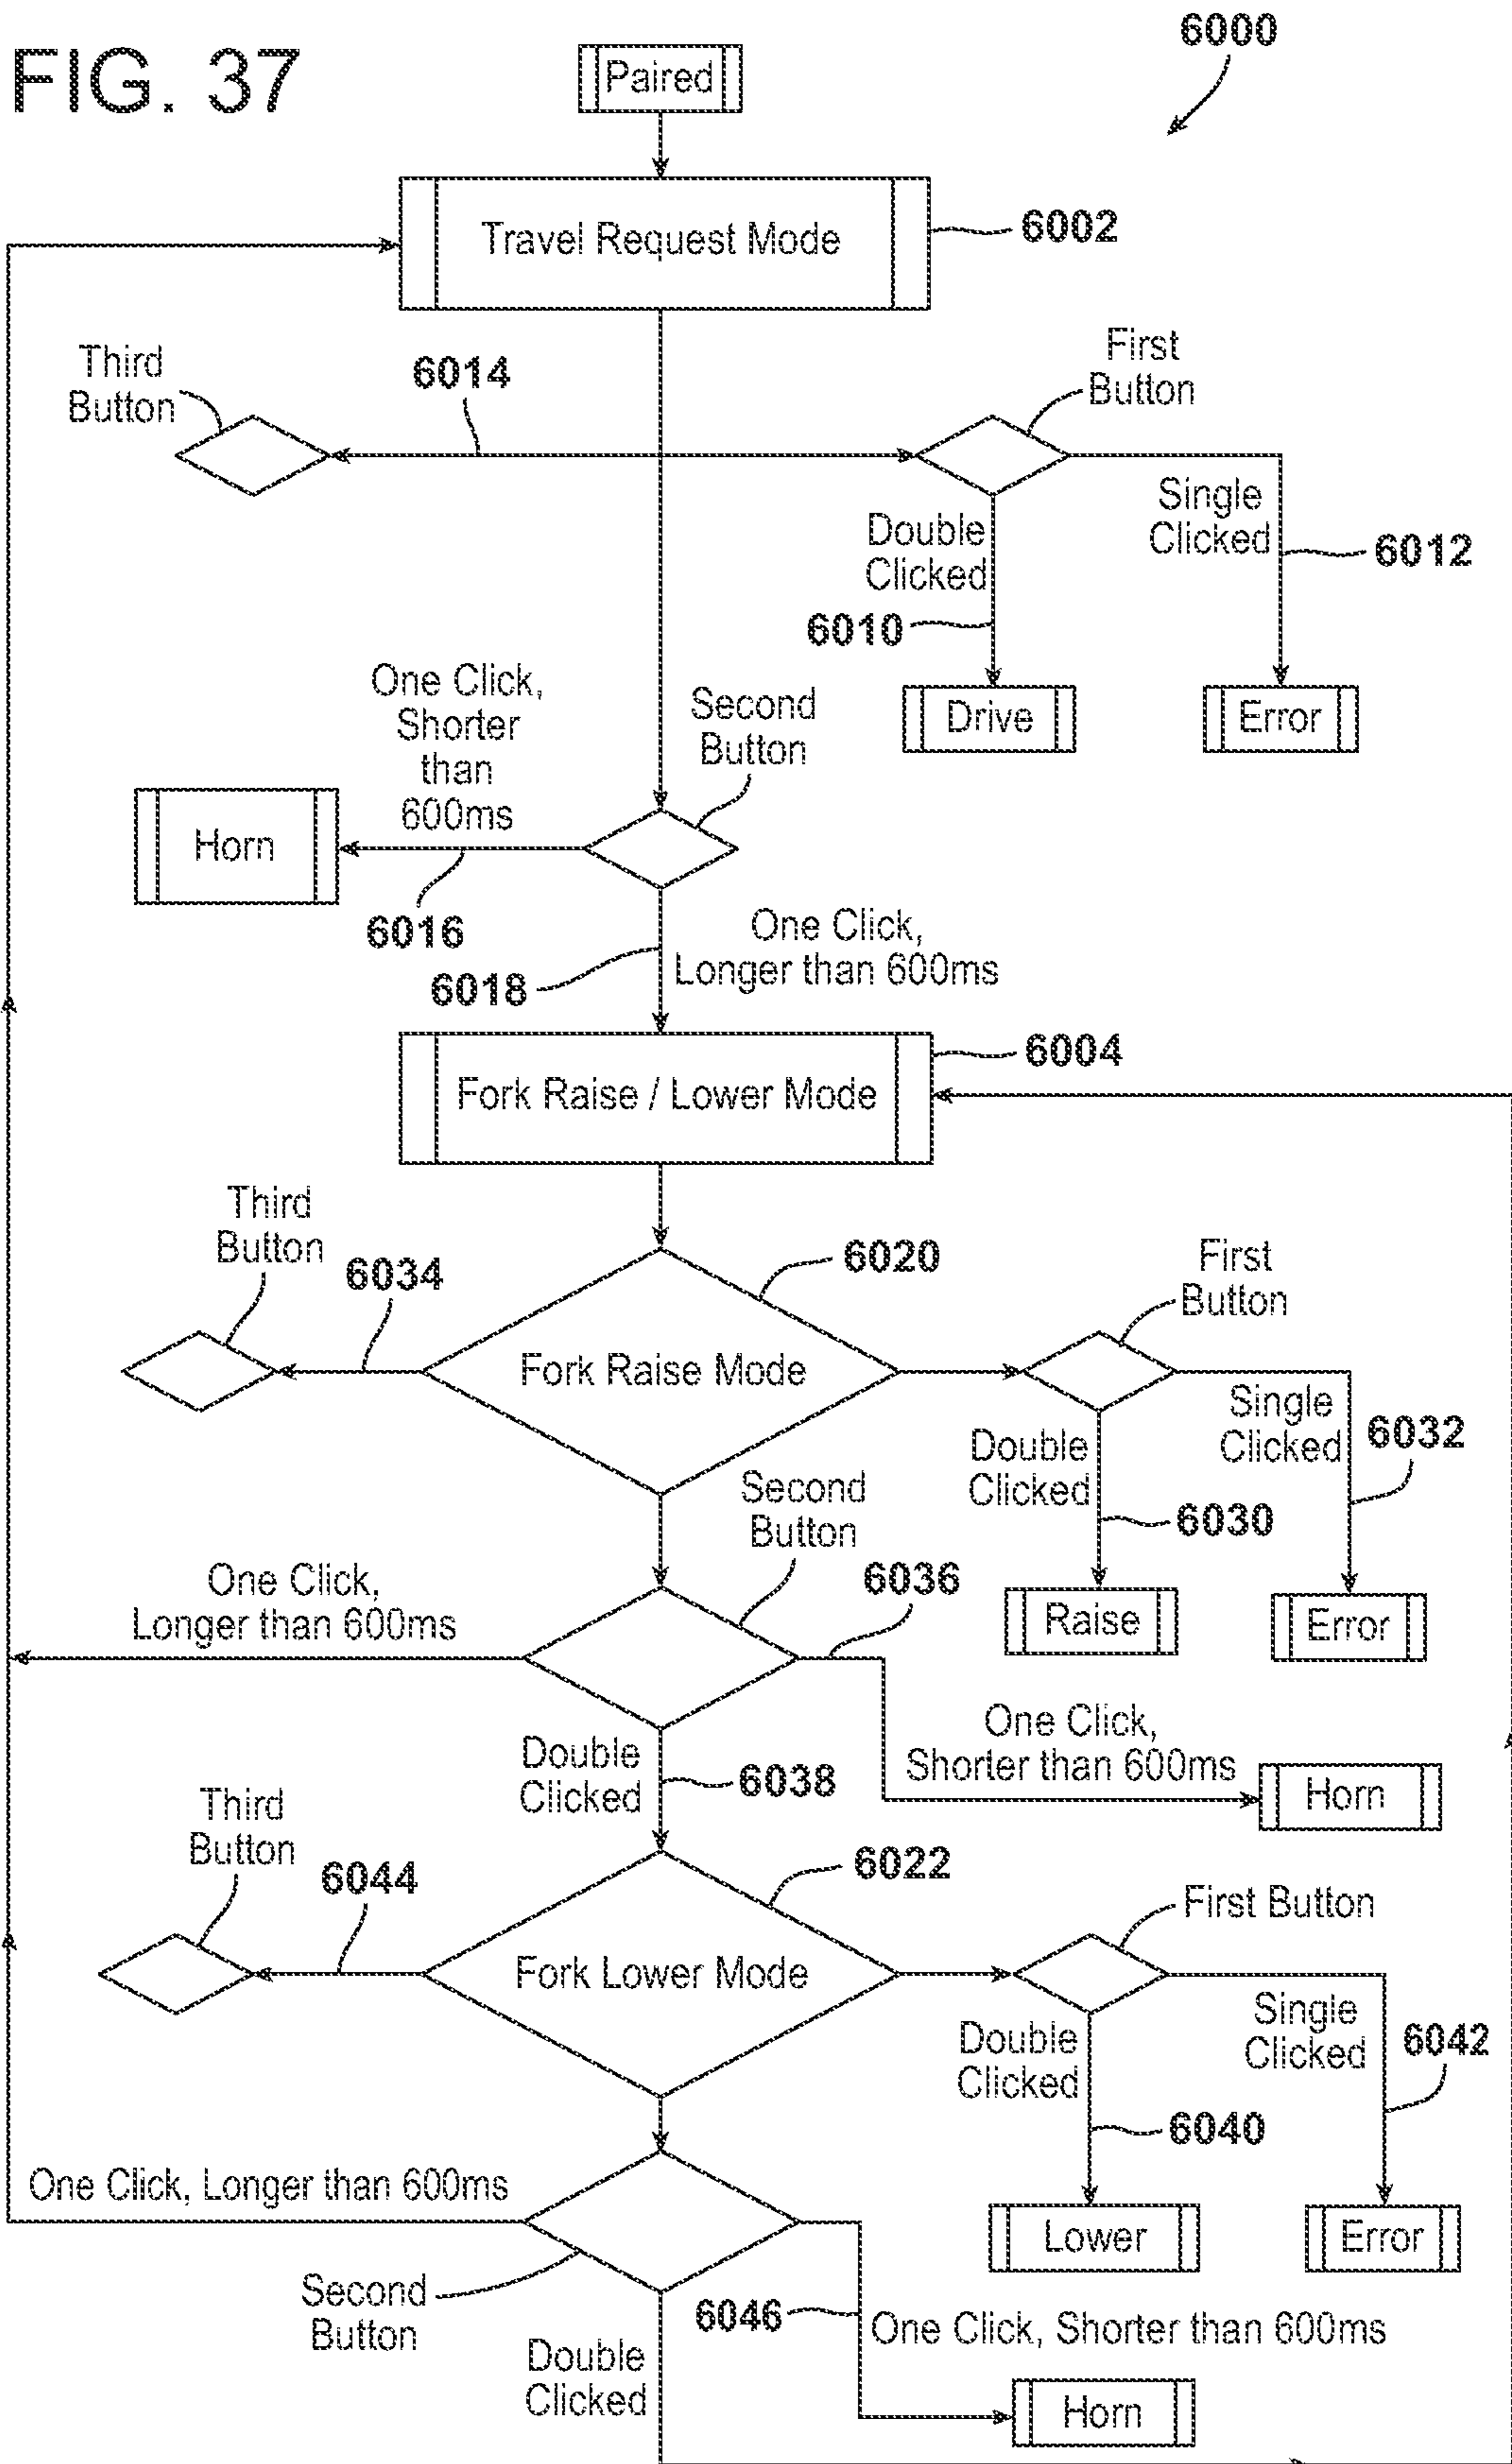 FIG. 37
6000
Paired
Travel Request Mode
6002
Third
Button
6014
First
Button
Double
Clicked
Single
Clicked
6012
6010
Drive
Error
One Click,
Shorter
than
600ms
Second
Button
Horn
6016
One Click,
Longer than 600ms
6018
6004
Fork Raise / Lower Mode
Third
Button
6034
6020
First
Button
Fork Raise Mode
Double
Clicked
Single
Clicked
6032
6030
Raise
Error
Second
Button
6036
One Click,
Longer than 600ms
One Click,
Shorter than 600ms
Horn
Double
Clicked
6038
Third
Button
6044
6022
First Button
Fork Lower Mode
Double
Clicked
Single
Clicked
6042
6040
Lower
Error
One Click, Longer than 600ms
Second
Button
6046
One Click, Shorter than 600ms
Double
Clicked
Horn